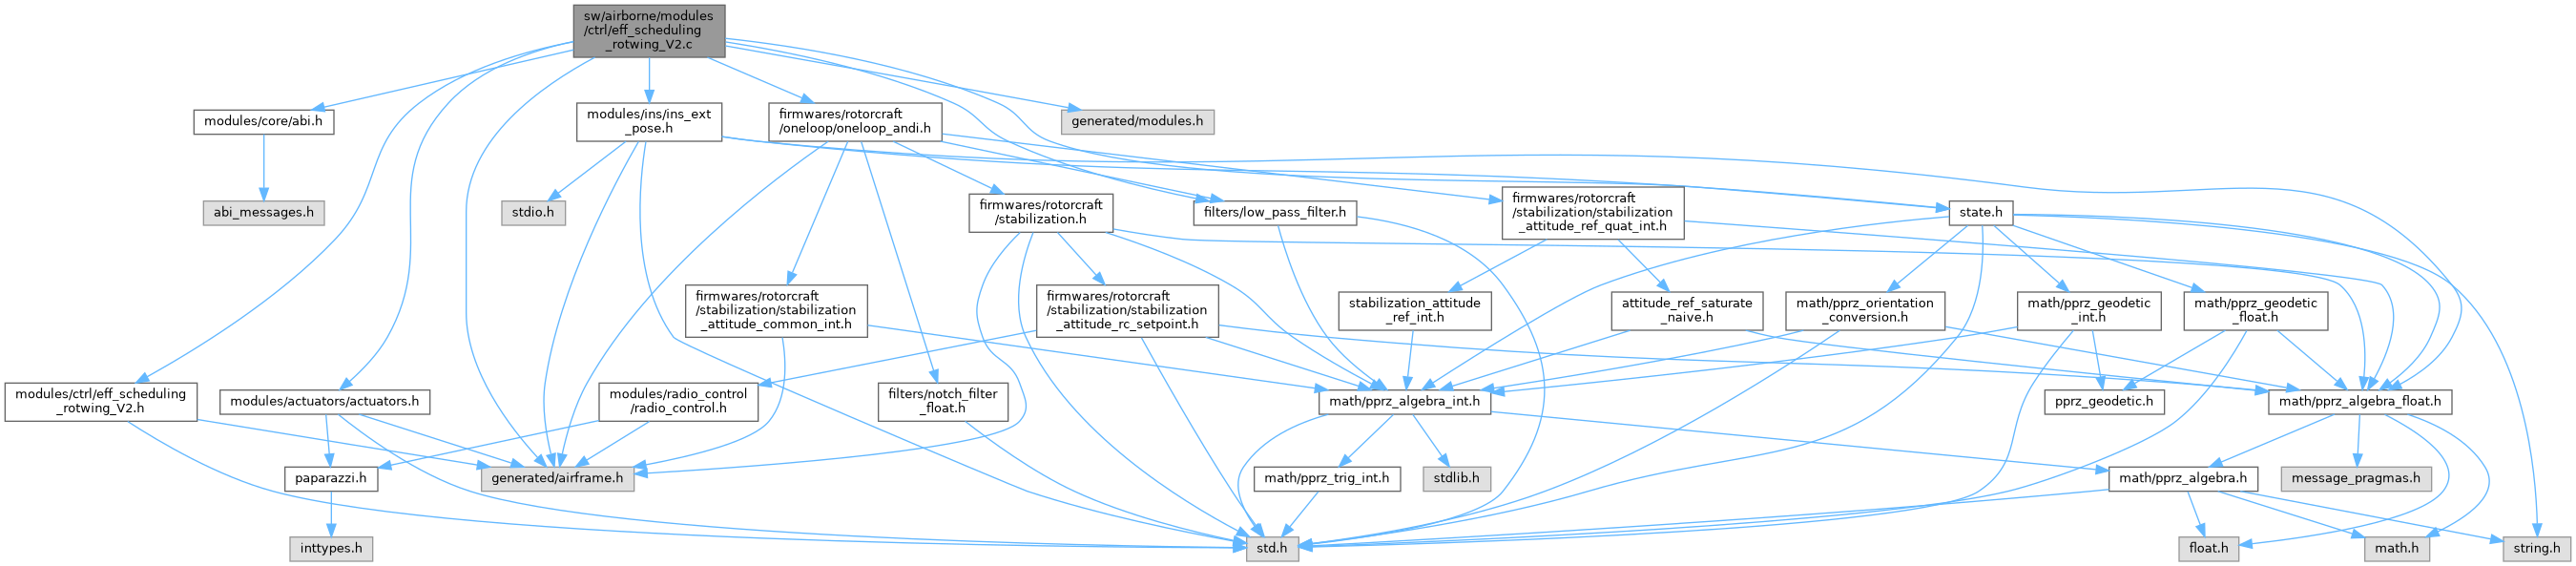 sw/airborne/modules
/ctrl/eff_scheduling
_rotwing_V2.c
modules/core/abi.h
modules/ins/ins_ext
_pose.h
firmwares/rotorcraft
/oneloop/oneloop_andi.h
generated/modules.h
abi_messages.h
stdio.h
firmwares/rotorcraft
/stabilization.h
filters/low_pass_filter.h
firmwares/rotorcraft
/stabilization/stabilization
_attitude_ref_quat_int.h
state.h
firmwares/rotorcraft
/stabilization/stabilization
_attitude_common_int.h
firmwares/rotorcraft
/stabilization/stabilization
_attitude_rc_setpoint.h
stabilization_attitude
_ref_int.h
attitude_ref_saturate
_naive.h
math/pprz_orientation
_conversion.h
math/pprz_geodetic
_int.h
math/pprz_geodetic
_float.h
modules/ctrl/eff_scheduling
_rotwing_V2.h
modules/actuators/actuators.h
modules/radio_control
/radio_control.h
filters/notch_filter
_float.h
math/pprz_algebra_int.h
pprz_geodetic.h
math/pprz_algebra_float.h
paparazzi.h
generated/airframe.h
math/pprz_trig_int.h
stdlib.h
math/pprz_algebra.h
message_pragmas.h
inttypes.h
std.h
float.h
math.h
string.h